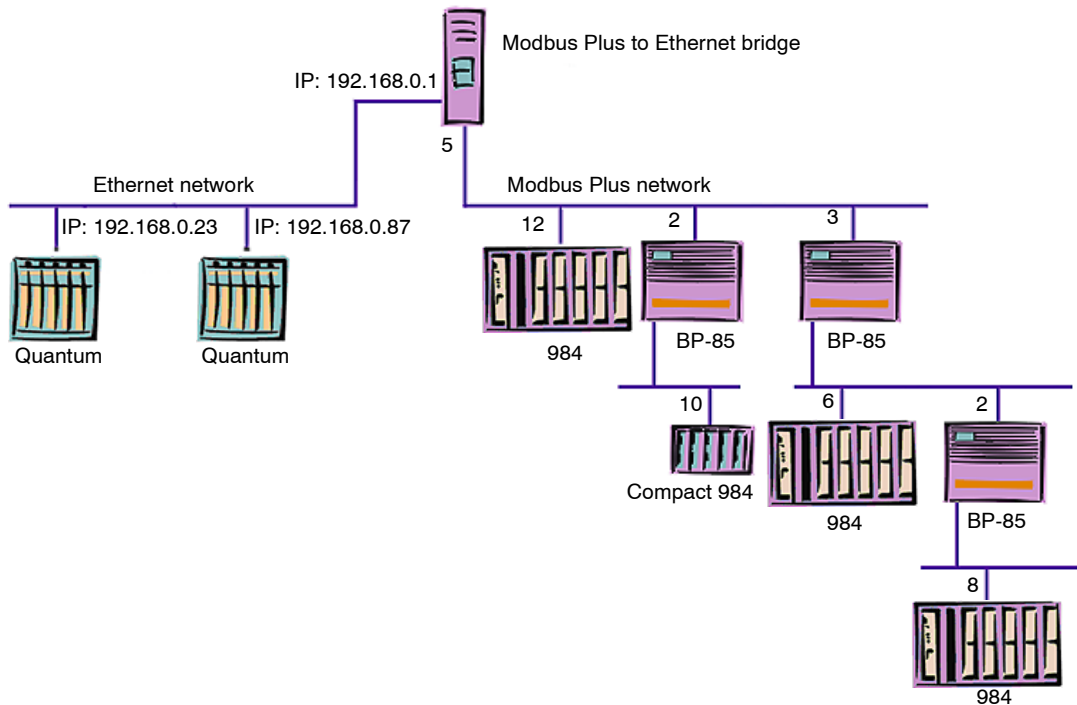 Modbus Plus to Ethernet bridge
IP: 192.168.0.1
5
Ethernet network
Modbus Plus network
IP: 192.168.0.23
IP: 192.168.0.87
12
2
3
Quantum
Quantum
984
BP-85
BP-85
10
6
2
Compact 984
984
BP-85
8
984